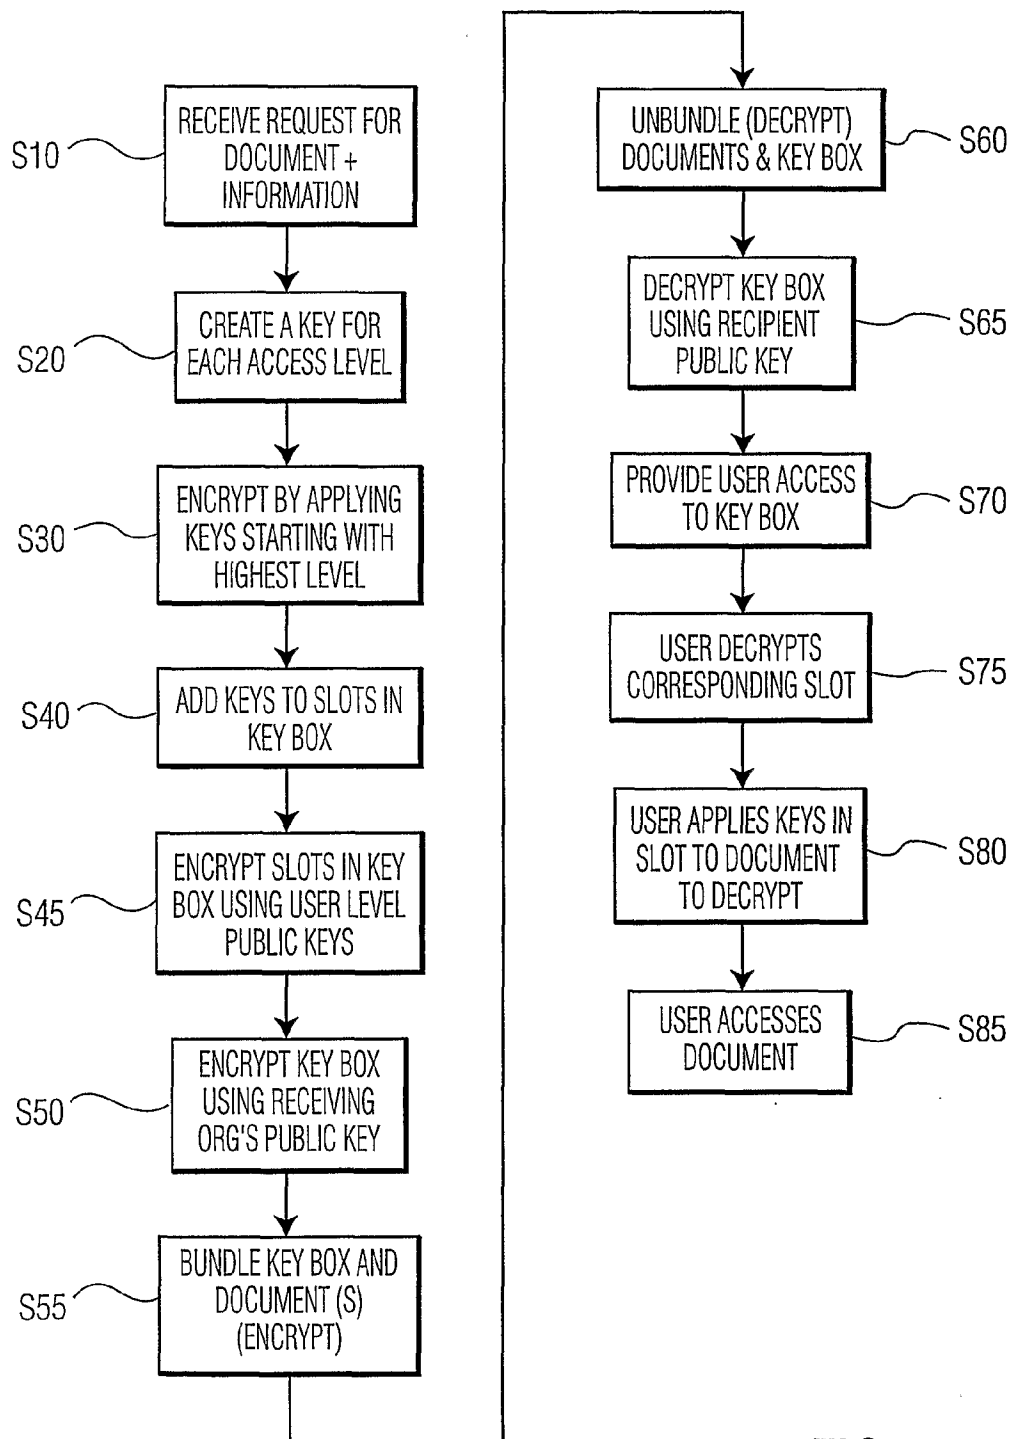 S10
RECEIVE REQUEST FOR
DOCUMENT +
INFORMATION
S20
CREATE A KEY FOR
EACH ACCESS LEVEL
S30
ENCRYPT BY APPLYING
KEYS STARTING WITH
HIGHEST LEVEL
S40
ADD KEYS TO SLOTS IN
KEY BOX
S45
ENCRYPT SLOTS IN KEY
BOX USING USER LEVEL
PUBLIC KEYS
S50
ENCRYPT KEY BOX
USING RECEIVING
ORG'S PUBLIC KEY
S55
BUNDLE KEY BOX AND
DOCUMENT (S)
(ENCRYPT)
UNBUNDLE (DECRYPT)
DOCUMENTS & KEY BOX
S60
DECRYPT KEY BOX
USING RECIPIENT
PUBLIC KEY
S65
PROVIDE USER ACCESS
TO KEY BOX
S70
USER DECRYPTS
CORRESPONDING SLOT
S75
USER APPLIES KEYS IN
SLOT TO DOCUMENT
TO DECRYPT
S80
USER ACCESSES
DOCUMENT
S85